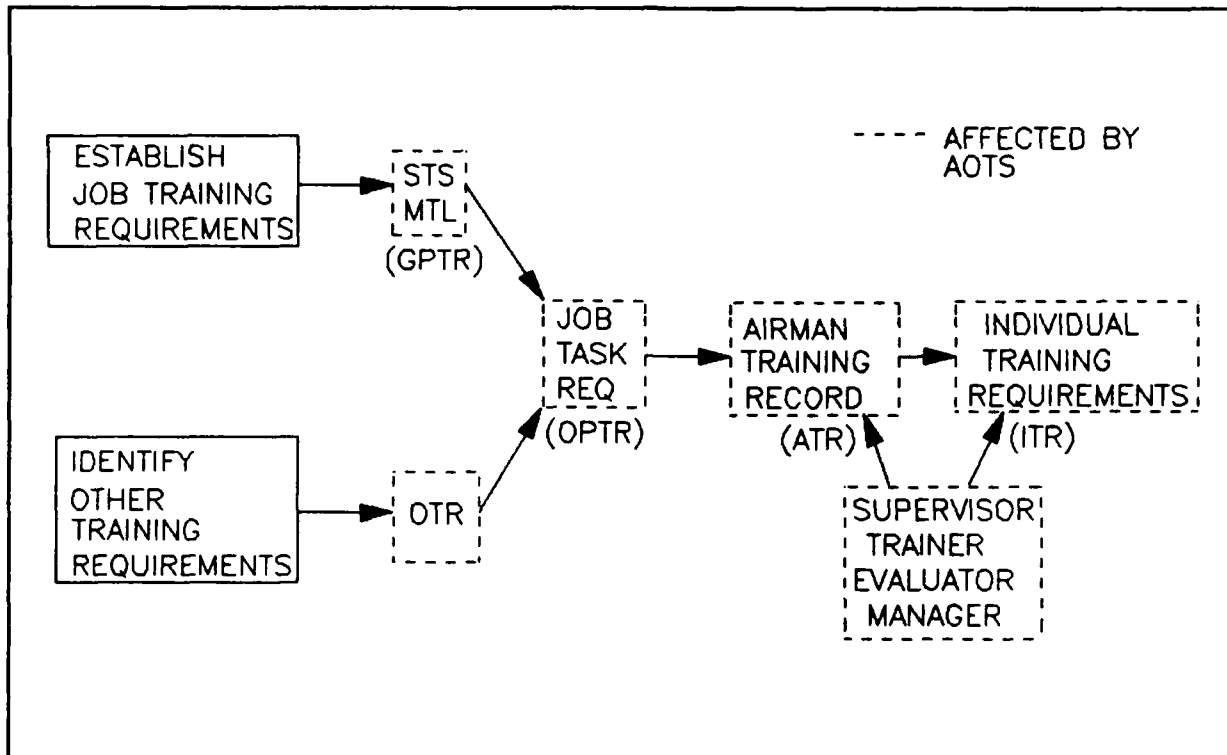 ESTABLISH
JOB TRAINING
REQUIREMENTS
STS
MTL
(GPTR)
---- AFFECTED BY
AOTS
IDENTIFY
OTHER
TRAINING
REQUIREMENTS
OTR
JOB
TASK
REQ
(OPTR)
AIRMAN
TRAINING
RECORD
(ATR)
INDIVIDUAL
TRAINING
REQUIREMENTS
(ITR)
SUPERVISOR
TRAINER
EVALUATOR
MANAGER